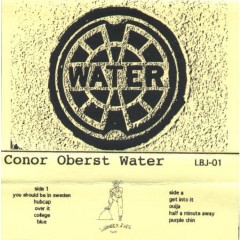 WATER
Conor Oberst Water
LBJ-01
side 1
you should be in sweden
hubcap
over it
college
blue
side a
get into it
ouija
half a minute away
purple chin